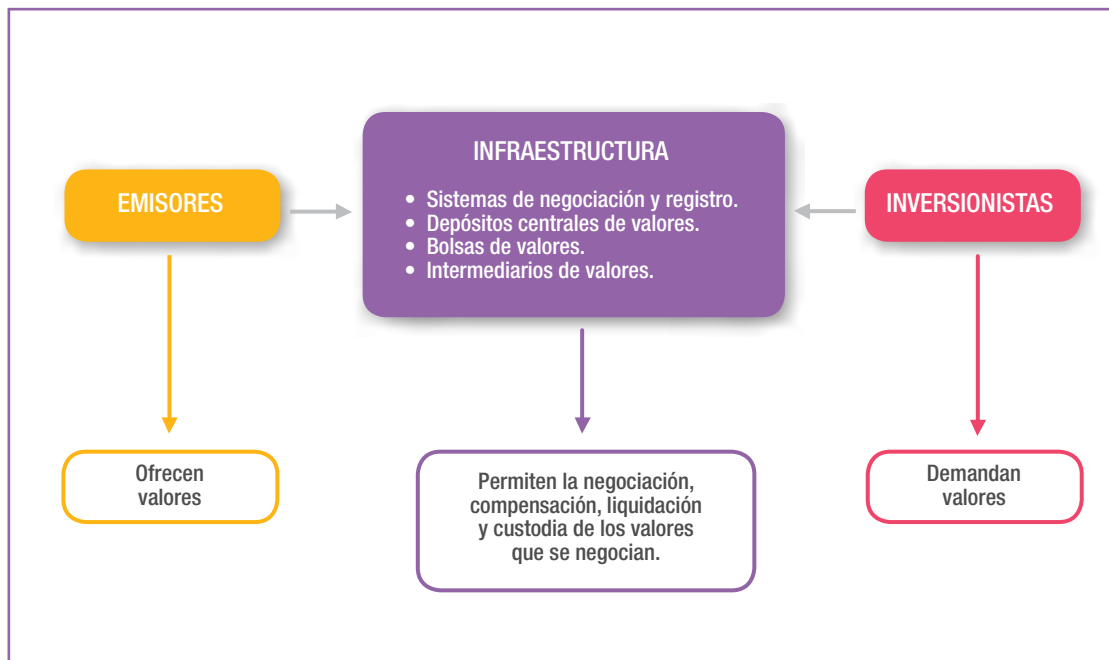 INFRAESTRUCTURA
• Sistemas de negociación y registro.
• Depósitos centrales de valores.
• Bolsas de valores.
• Intermediarios de valores.
EMISORES
INVERSIONISTAS
Ofrecen
valores
Permiten la negociación,
compensación, liquidación
y custodia de los valores
que se negocian.
Demandan
valores